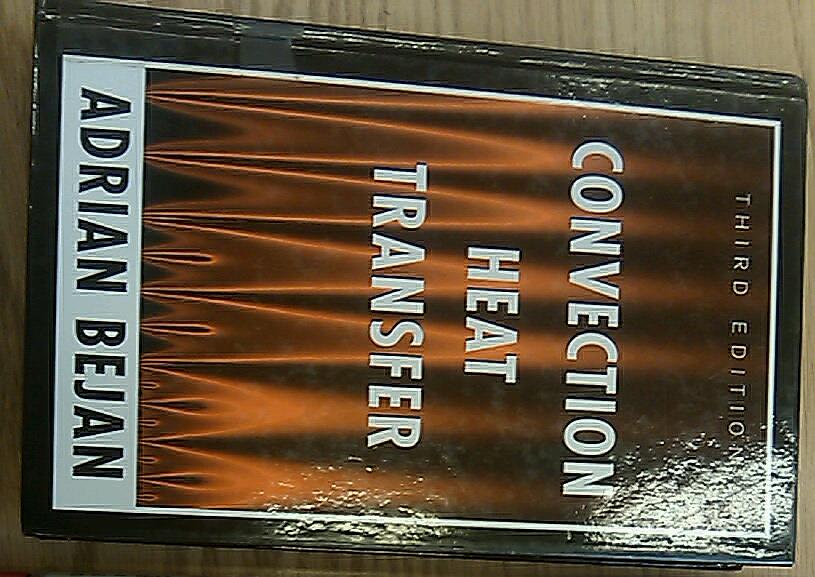 THIRD EDITION
CONVECTION
HEAT
TRANSFER
ADRIAN BEJAN